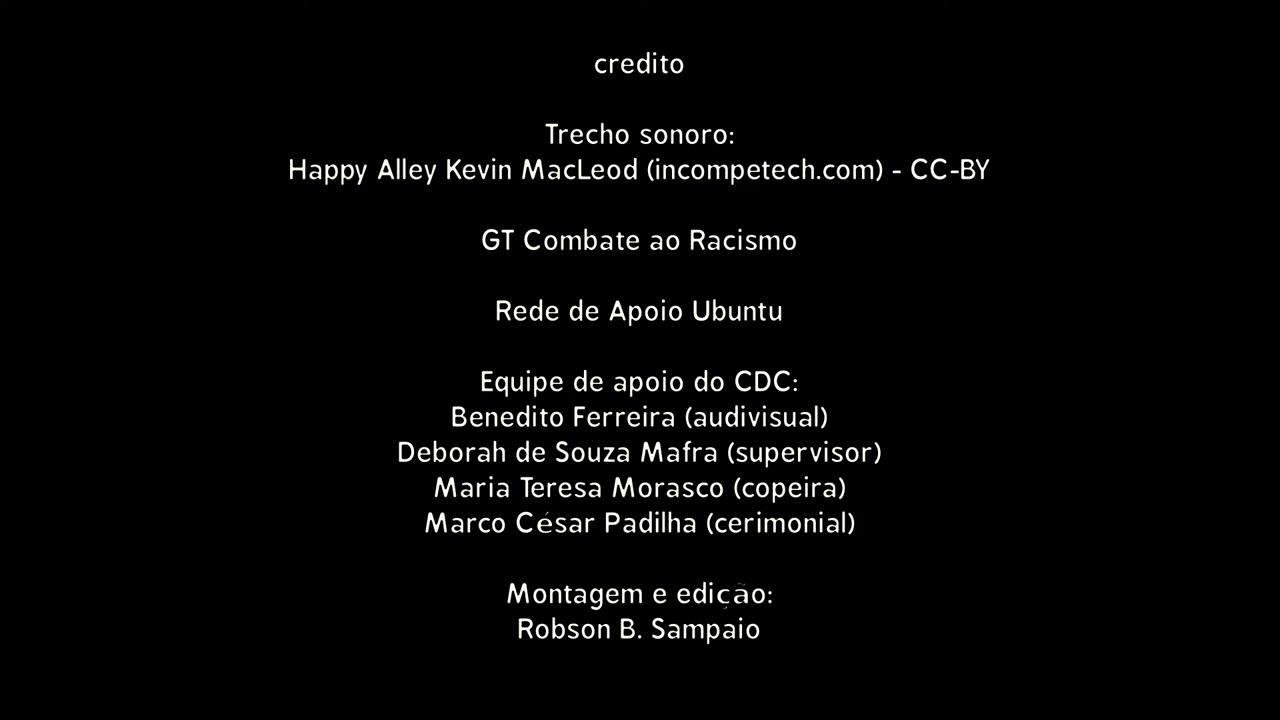 credito
Trecho sonoro:
Happy Alley Kevin MacLeod (incompetech.com) - CC-BY
GT Combate ao Racismo
Rede de Apoio Ubuntu
Equipe de apoio do CDC:
Benedito Ferreira (audivisual)
Deborah de Souza Mafra (supervisor)
Maria Teresa Morasco (copeira)
Marco César Padilha (cerimonial)
Montagem e edição:
Robson B. Sampaio